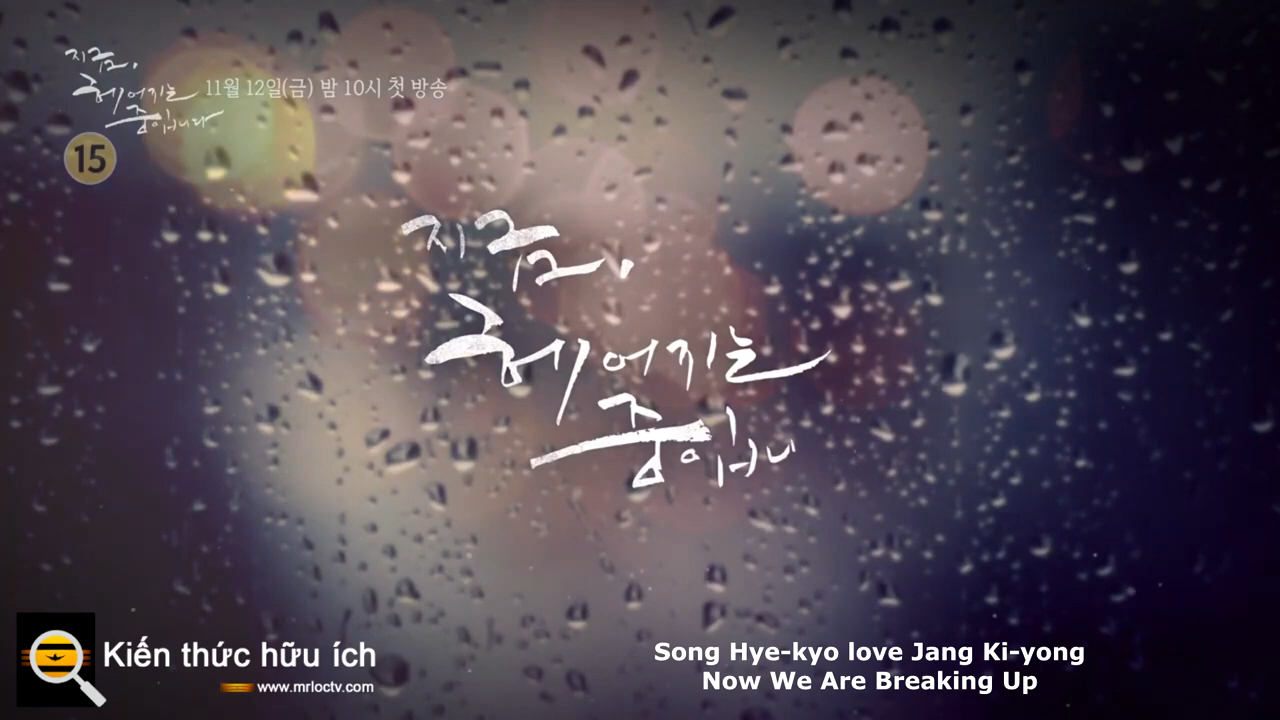 지금,
헤어지는
중입니다
11월 12일(금) 밤 10시 첫 방송
15
지금,
헤어지는
중입니
Kiến thức hữu ích
www.mrloctv.com
Song Hye-kyo love Jang Ki-yong
Now We Are Breaking Up